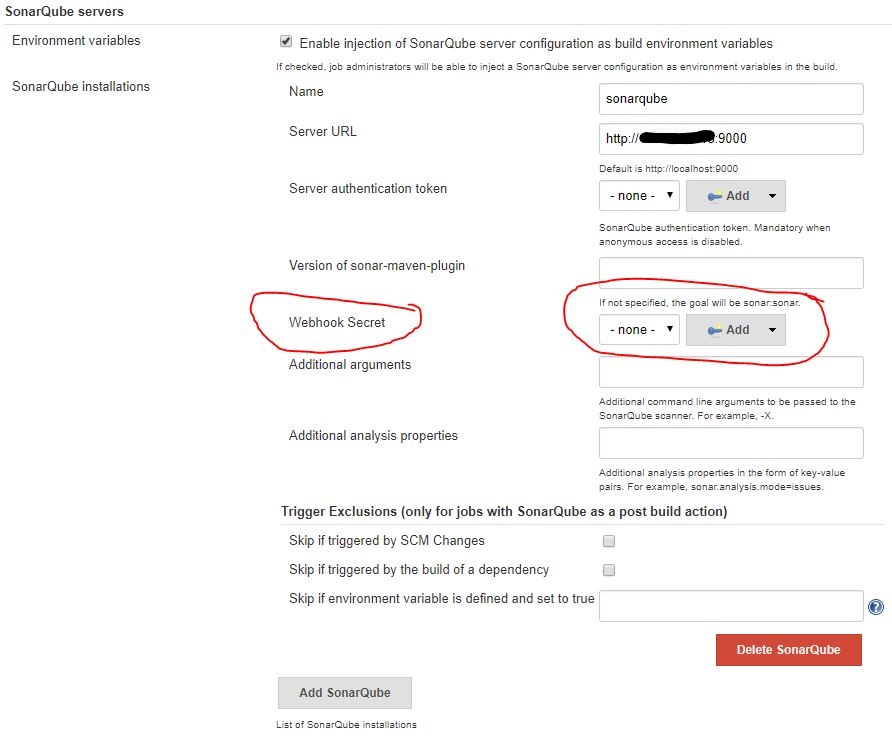 SonarQube servers
Environment variables
Enable injection of SonarQube server configuration as build environment variables
If checked, job administrators will be able to inject a SonarQube server configuration as environment variables in the build.
SonarQube installations
Name
sonarqube
Server URL
http:// :9000
Default is http://localhost:9000
Server authentication token
- none - Add
SonarQube authentication token. Mandatory when
anonymous access is disabled.
Version of sonar-maven-plugin
If not specified, the goal will be sonar:sonar.
Webhook Secret
- none - Add
Additional arguments
Additional command line arguments to be passed to the
SonarQube scanner. For example, -X.
Additional analysis properties
Additional analysis properties in the form of key-value
pairs. For example, sonar.analysis.mode=issues.
Trigger Exclusions (only for jobs with SonarQube as a post build action)
Skip if triggered by SCM Changes
Skip if triggered by the build of a dependency
Skip if environment variable is defined and set to true
?
Delete SonarQube
Add SonarQube
List of SonarQube installations